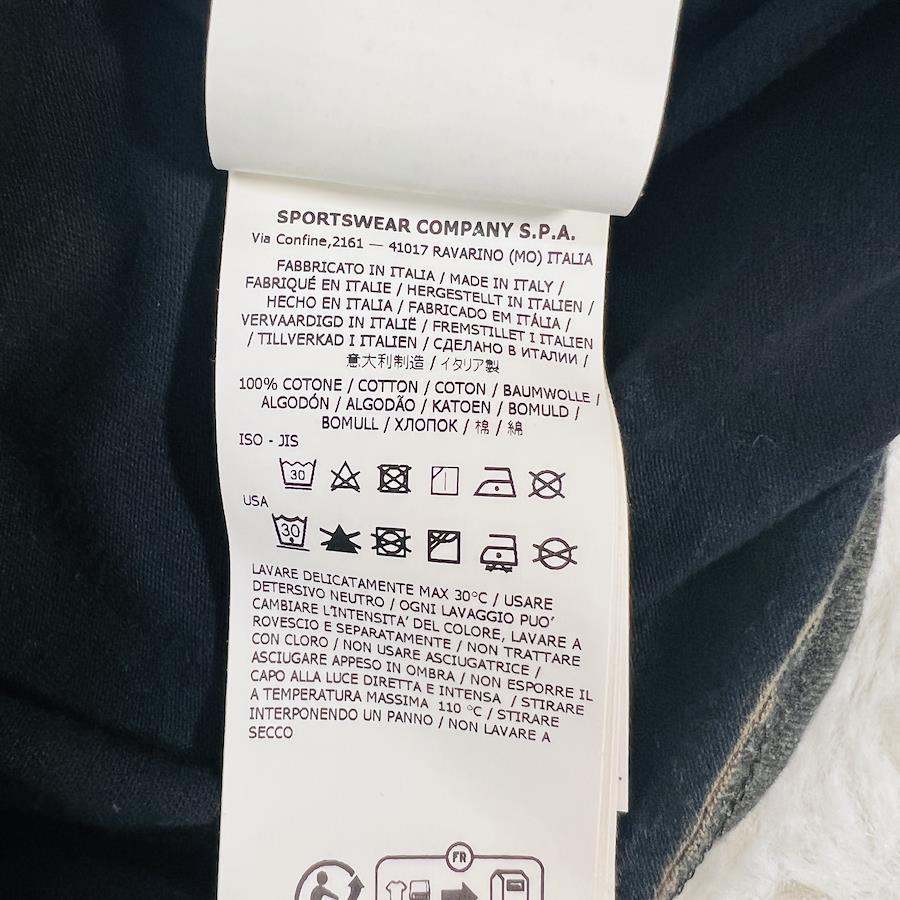 SPORTSWEAR COMPANY S.P.A.
Via Confine,2161 — 41017 RAVARINO (MO) ITALIA
FABBRICATO IN ITALIA / MADE IN ITALY /
FABRIQUÉ EN ITALIE / HERGESTELLT IN ITALIEN /
HECHO EN ITALIA / FABRICADO EM ITÁLIA /
VERVAARDIGD IN ITALIË / FREMSTILLET I ITALIEN
/ TILLVERKAD I ITALIEN / СДЕЛАНО В ИТАЛИИ /
意大利制造 / イタリア製
100% COTONE / COTTON / COTON / BAUMWOLLE /
ALGODÓN / ALGODÃO / KATOEN / BOMULD /
BOMULL / ХЛОПОК / 棉 / 綿
ISO - JIS
30
USA
30
LAVARE DELICATAMENTE MAX 30°C / USARE
DETERSIVO NEUTRO / OGNI LAVAGGIO PUO'
CAMBIARE L'INTENSITA' DEL COLORE, LAVARE A
ROVESCIO E SEPARATAMENTE / NON TRATTARE
CON CLORO / NON USARE ASCIUGATRICE /
ASCIUGARE APPESO IN OMBRA / NON ESPORRE IL
CAPO ALLA LUCE DIRETTA E INTENSA / STIRARE
A TEMPERATURA MASSIMA 110 °C / STIRARE
INTERPONENDO UN PANNO / NON LAVARE A
SECCO
FR